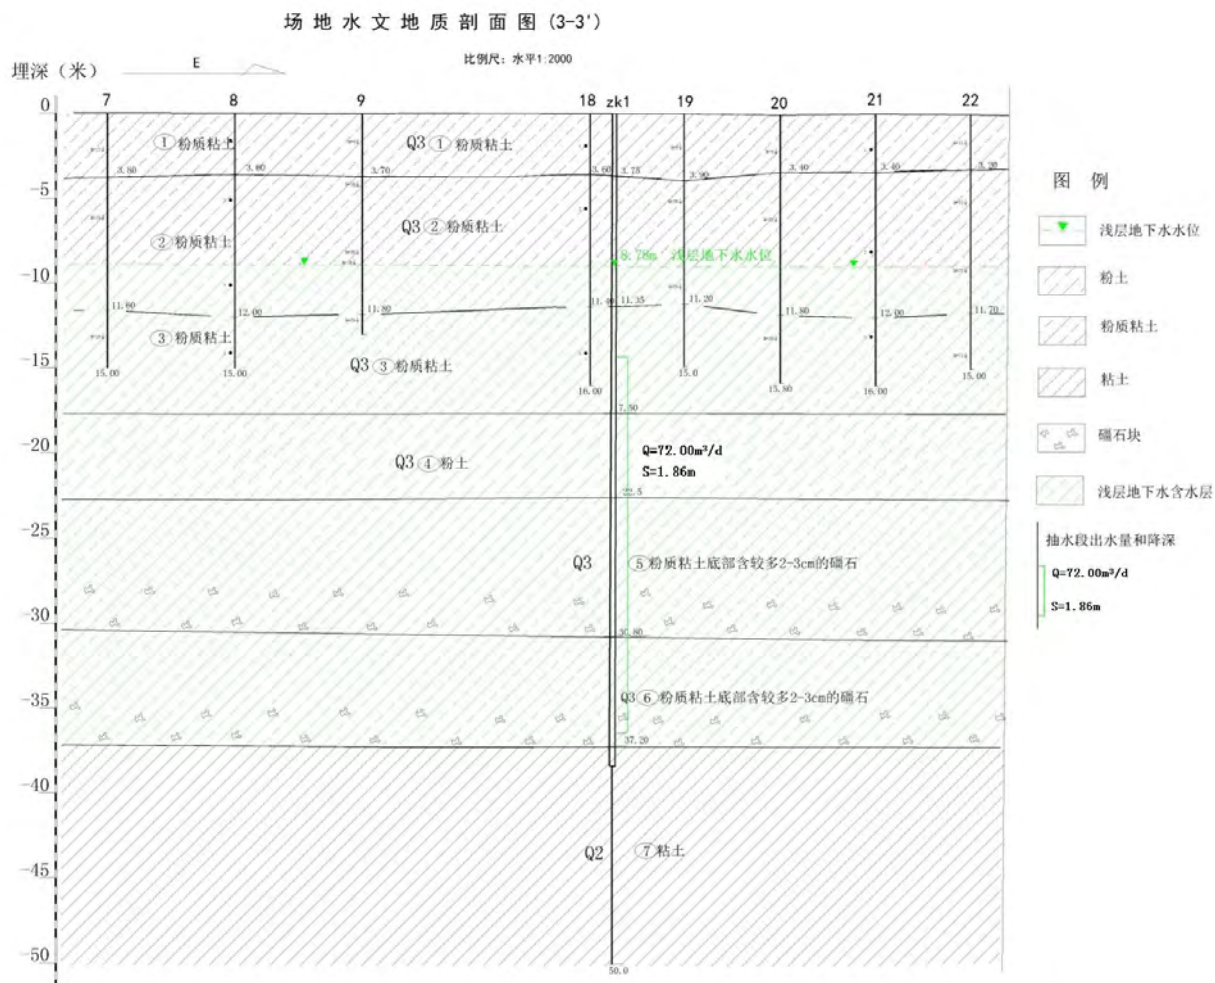 场地水文地质剖面图(3-3')
比例尺: 水平1:2000
埋深(米)
E
7 8 9 18 zk1 19 20 21 22
0
①粉质粘土
Q3①粉质粘土
3.80 3.60 3.70 3.60 3.75 3.90 3.40 3.40 3.20
-5
Q3②粉质粘土
②粉质粘土
8.78m 浅层地下水水位
-10
11.60 12.00 11.80 11.40 11.35 11.20 11.80 12.00 11.70
③粉质粘土
Q3③粉质粘土
-15
15.00 15.00 16.00 15.0 15.80 16.00 15.00
7.50
Q=72.00m³/d
S=1.86m
-20
Q3④粉土
-25
Q3 ⑤粉质粘土底部含较多2-3cm的礓石
-30
30.80
-35
Q3⑥粉质粘土底部含较多2-3cm的礓石
37.20
-40
Q2 ⑦粘土
-45
-50
50.0
图 例
浅层地下水水位
粉土
粉质粘土
粘土
礓石块
浅层地下水含水层
抽水段出水量和降深
Q=72.00m³/d
S=1.86m